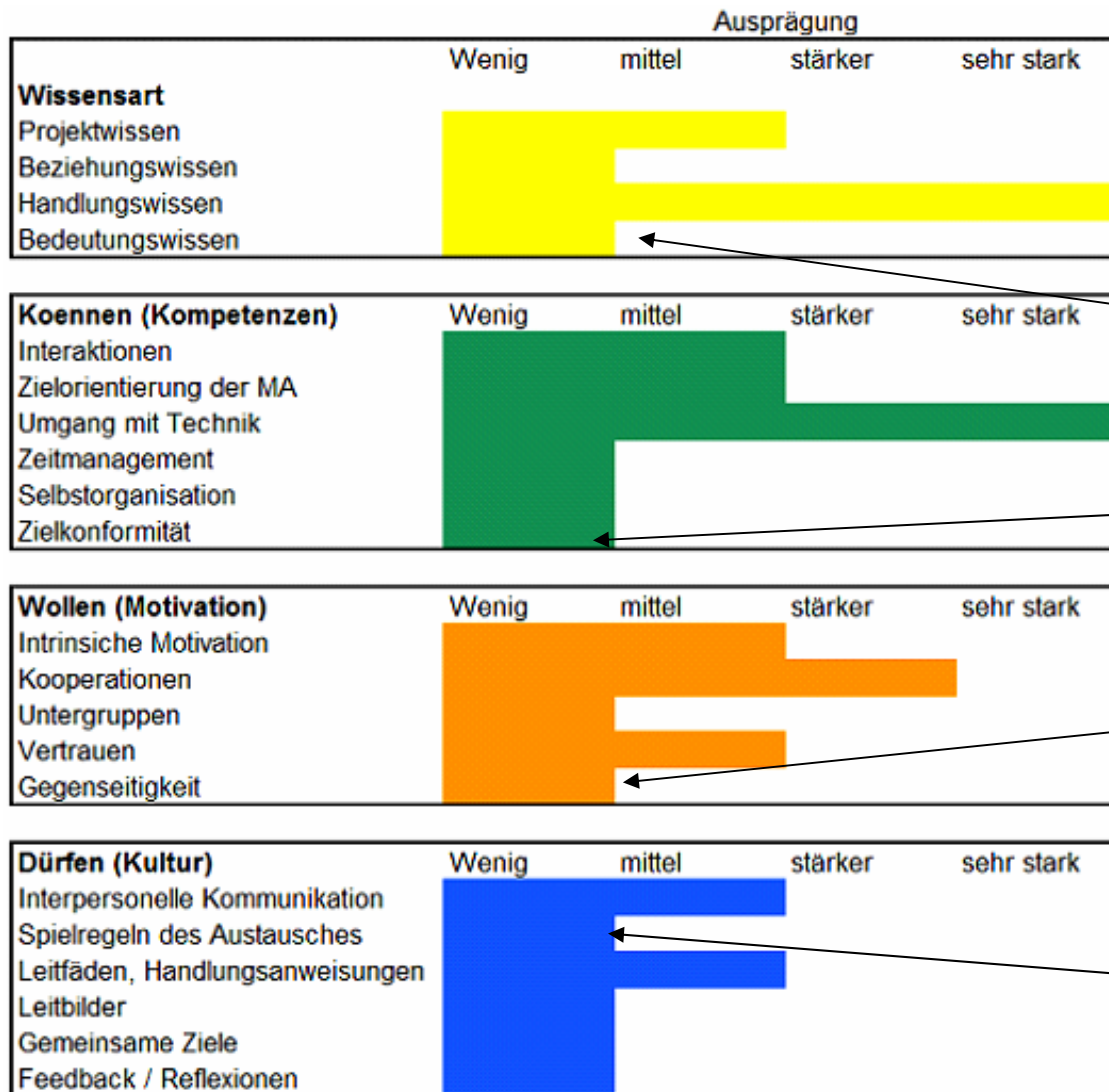 Ausprägung
Wenig mittel stärker sehr stark
Wissensart
Projektwissen
Beziehungswissen
Handlungswissen
Bedeutungswissen
Koennen (Kompetenzen) Wenig mittel stärker sehr stark
Interaktionen
Zielorientierung der MA
Umgang mit Technik
Zeitmanagement
Selbstorganisation
Zielkonformität
Wollen (Motivation) Wenig mittel stärker sehr stark
Intrinsiche Motivation
Kooperationen
Untergruppen
Vertrauen
Gegenseitigkeit
Dürfen (Kultur) Wenig mittel stärker sehr stark
Interpersonelle Kommunikation
Spielregeln des Austausches
Leitfäden, Handlungsanweisungen
Leitbilder
Gemeinsame Ziele
Feedback / Reflexionen